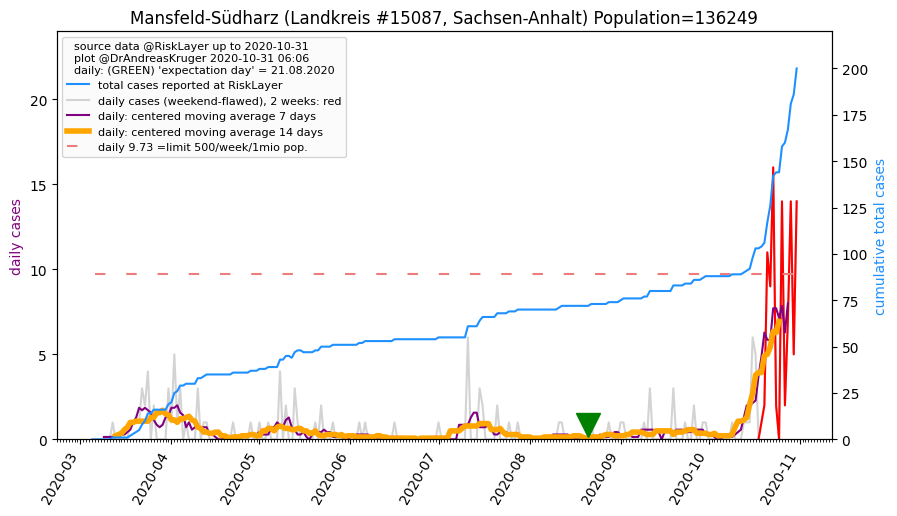 Mansfeld-Südharz (Landkreis #15087, Sachsen-Anhalt) Population=136249
source data @RiskLayer up to 2020-10-31
plot @DrAndreasKruger 2020-10-31 06:06
daily: (GREEN) 'expectation day' = 21.08.2020
total cases reported at RiskLayer
daily cases (weekend-flawed), 2 weeks: red
daily: centered moving average 7 days
daily: centered moving average 14 days
daily 9.73 =limit 500/week/1mio pop.
daily cases
20
15
10
5
0
cumulative total cases
200
175
150
125
100
75
50
25
0
2020-03
2020-04
2020-05
2020-06
2020-07
2020-08
2020-09
2020-10
2020-11